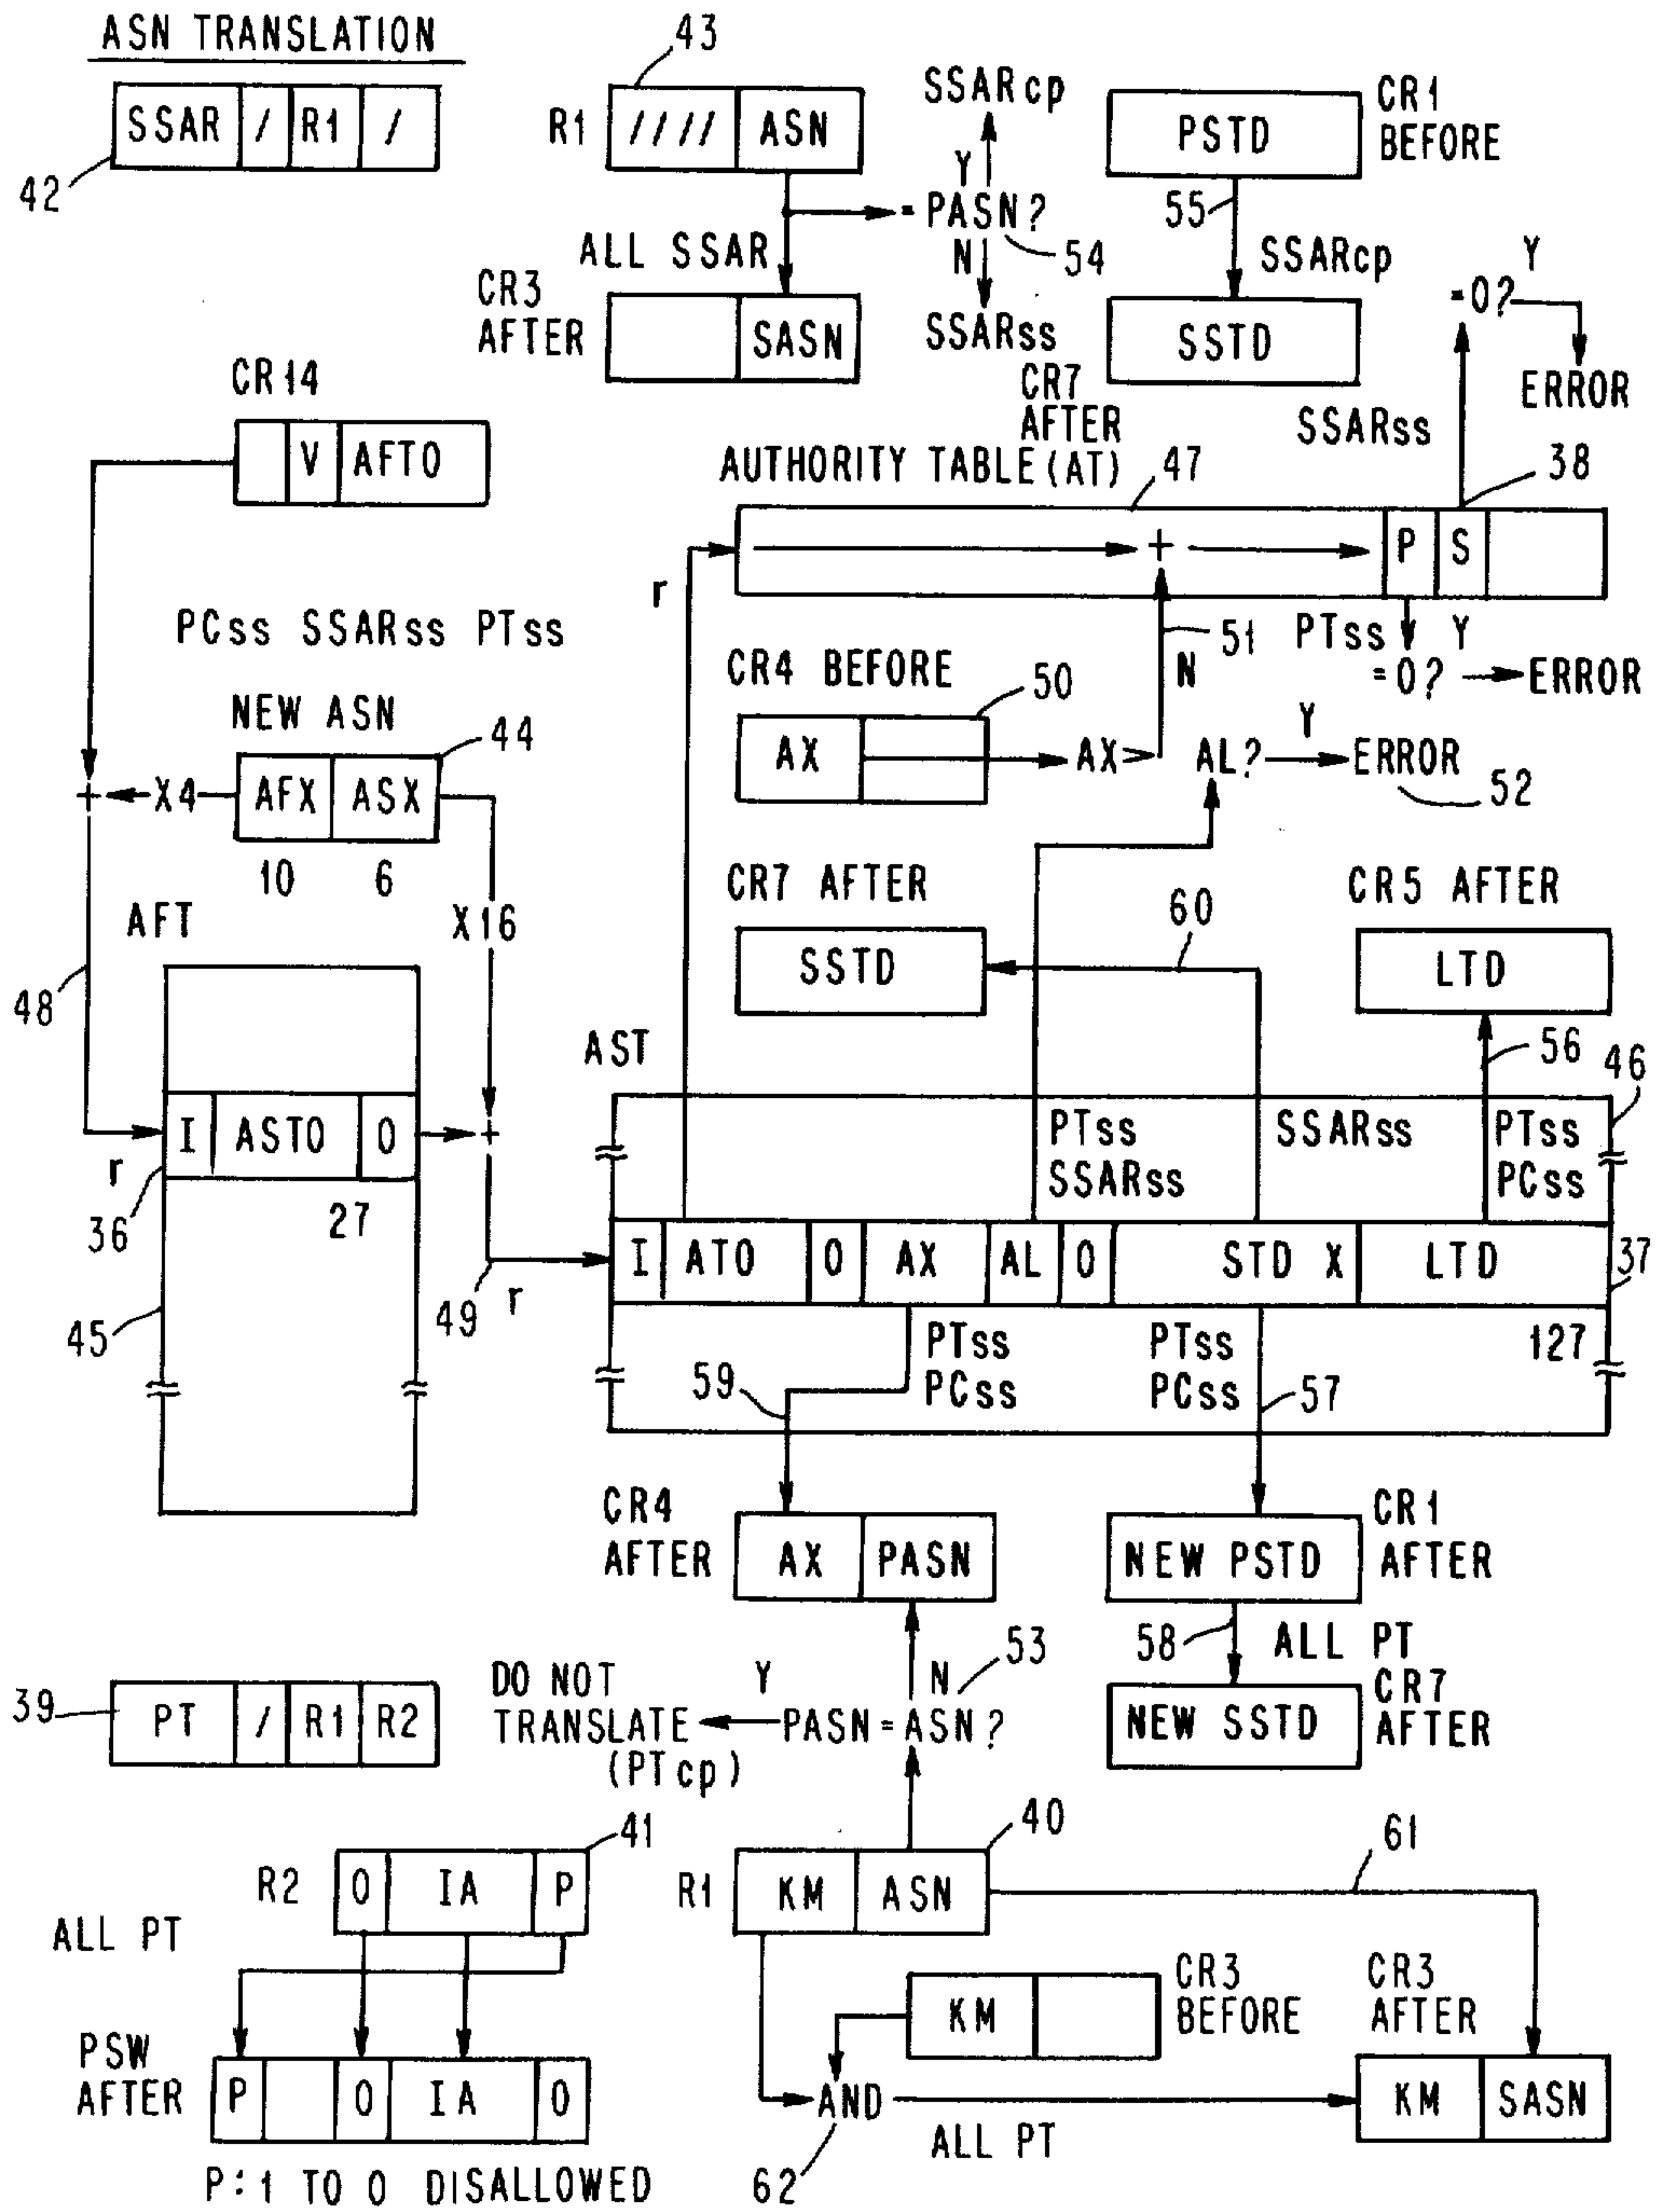 ASN TRANSLATION
SSAR / R1 /
42
43
R1 //// ASN
SSARcp
Y
= PASN?
54
N
SSARss
ALL SSAR
CR3
AFTER
SASN
PSTD
CR1
BEFORE
55
SSARcp
SSTD
CR7
AFTER
Y
=0?
ERROR
SSARss
38
CR14
V AFTO
AUTHORITY TABLE (AT)
47
+ P S
r
PCss SSARss PTss
51
N
PTss Y
=0? ERROR
CR4 BEFORE
50
AX
AX> AL?
Y
ERROR
52
NEW ASN
44
+ X4 AFX ASX
10 6
X16
AFT
48
CR7 AFTER
SSTD
60
CR5 AFTER
LTD
56
46
AST
I ASTO 0 +
r
36
27
45
49
r
PTss
SSARss
SSARss
PTss
PCss
I ATO 0 AX AL 0 STD X LTD
37
127
PTss
PCss
59
PTss
PCss
57
CR4
AFTER
AX PASN
NEW PSTD
CR1
AFTER
58
ALL PT
NEW SSTD
CR7
AFTER
39
PT / R1 R2
DO NOT
TRANSLATE
(PTcp)
Y
PASN=ASN?
N
53
41
R2 0 IA P
ALL PT
PSW
AFTER
P 0 IA 0
P:1 TO 0 DISALLOWED
40
R1 KM ASN
61
KM
CR3
BEFORE
CR3
AFTER
AND
62
ALL PT
KM SASN